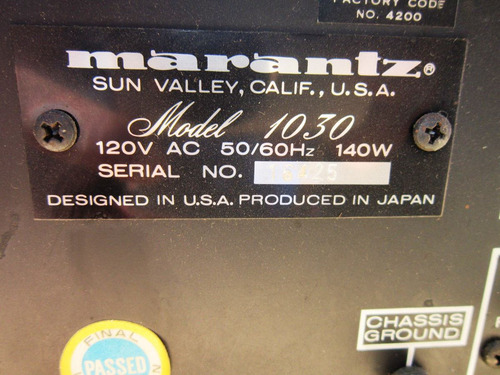 FACTORY CODE
NO. 4200
marantz®
SUN VALLEY, CALIF., U.S.A.
Model 1030
120V AC 50/60Hz 140W
SERIAL NO.
DESIGNED IN U.S.A. PRODUCED IN JAPAN
CHASSIS
GROUND
FINAL
PASSED